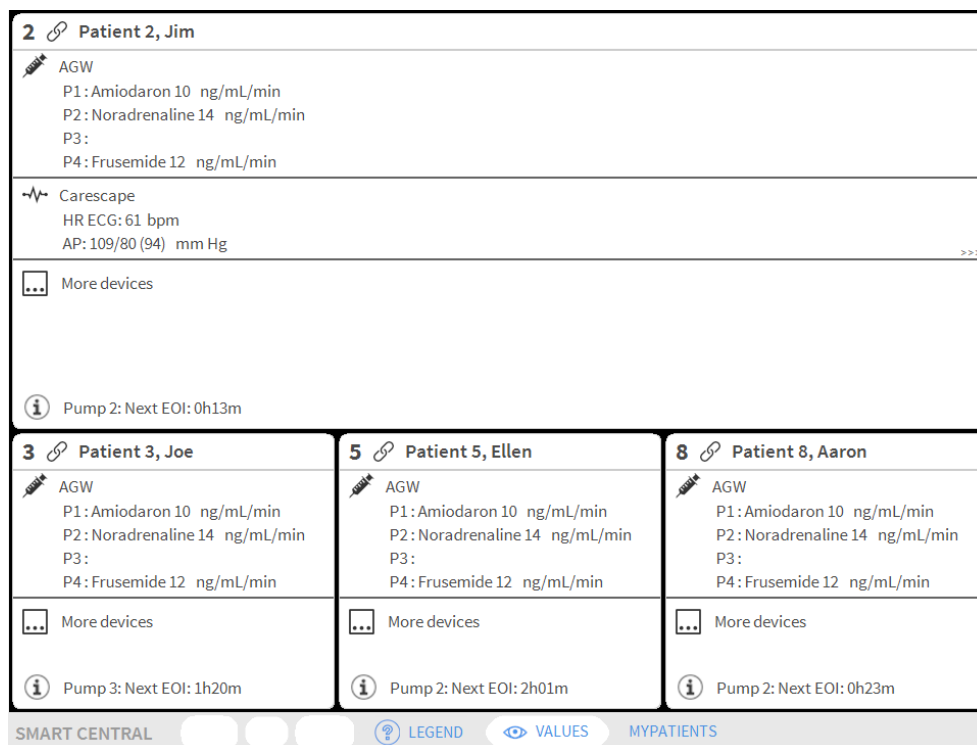 2 Patient 2, Jim
AGW
P1 : Amiodaron 10 ng/mL/min
P2 : Noradrenaline 14 ng/mL/min
P3 :
P4 : Frusemide 12 ng/mL/min
Carescape
HR ECG: 61 bpm
AP: 109/80 (94) mm Hg
>>>
More devices
Pump 2: Next EOI: 0h13m
3 Patient 3, Joe
AGW
P1 : Amiodaron 10 ng/mL/min
P2 : Noradrenaline 14 ng/mL/min
P3 :
P4 : Frusemide 12 ng/mL/min
More devices
Pump 3: Next EOI: 1h20m
5 Patient 5, Ellen
AGW
P1 : Amiodaron 10 ng/mL/min
P2 : Noradrenaline 14 ng/mL/min
P3 :
P4 : Frusemide 12 ng/mL/min
More devices
Pump 2: Next EOI: 2h01m
8 Patient 8, Aaron
AGW
P1 : Amiodaron 10 ng/mL/min
P2 : Noradrenaline 14 ng/mL/min
P3 :
P4 : Frusemide 12 ng/mL/min
More devices
Pump 2: Next EOI: 0h23m
SMART CENTRAL ? LEGEND VALUES MYPATIENTS